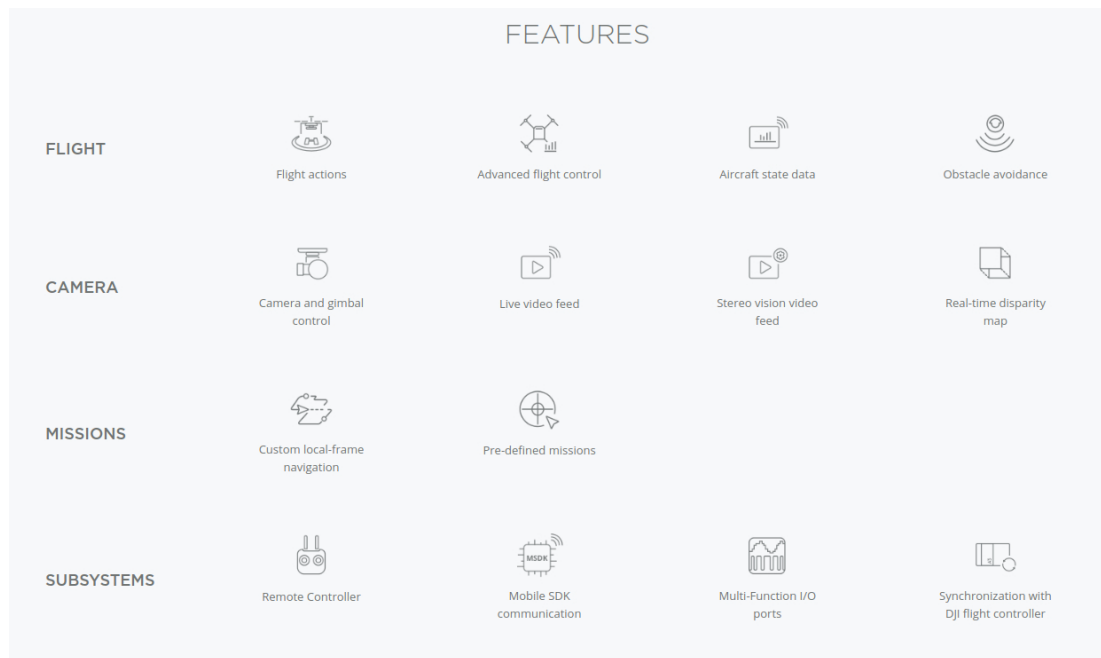 FEATURES
FLIGHT
Flight actions
Advanced flight control
Aircraft state data
Obstacle avoidance
CAMERA
Camera and gimbal
control
Live video feed
Stereo vision video
feed
Real-time disparity
map
MISSIONS
Custom local-frame
navigation
Pre-defined missions
SUBSYSTEMS
Remote Controller
MSDK
Mobile SDK
communication
Multi-Function I/O
ports
Synchronization with
DJI flight controller